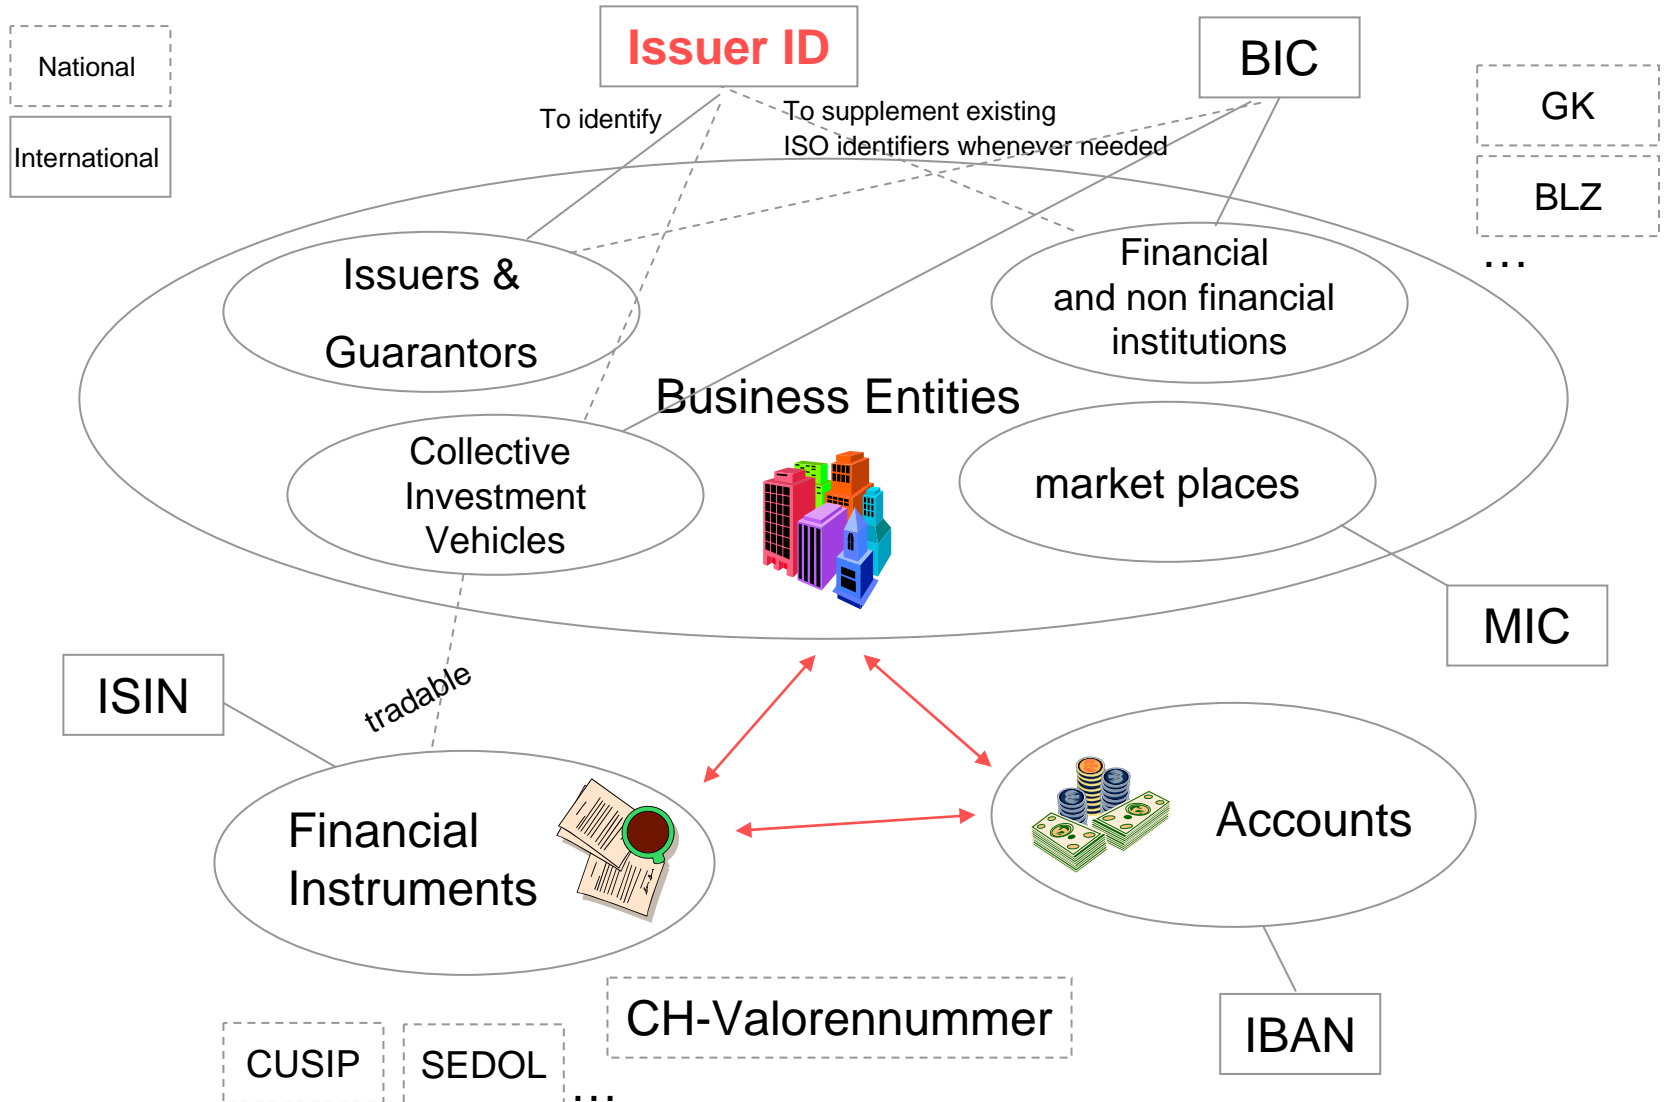 Issuer ID
BIC
National
International
GK
BLZ
…
To identify
To supplement existing
ISO identifiers whenever needed
Issuers &
Guarantors
Financial
and non financial
institutions
Business Entities
Collective
Investment
Vehicles
market places
MIC
ISIN
tradable
Financial
Instruments
Accounts
CH-Valorennummer
IBAN
CUSIP
SEDOL
…